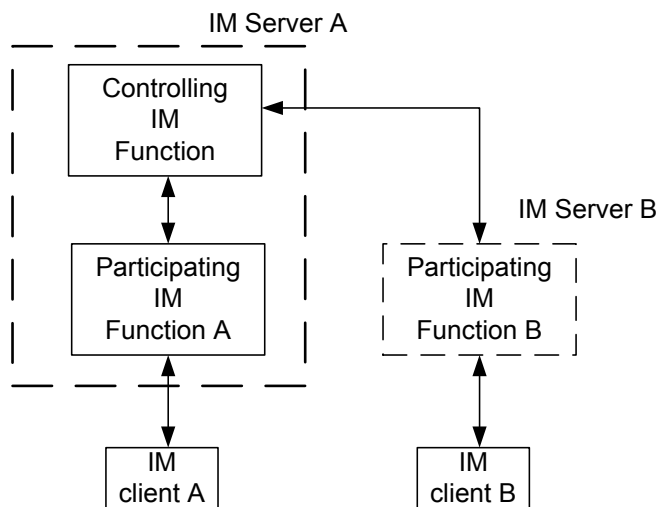 IM Server A
Controlling
IM
Function
IM Server B
Participating
IM
Function A
Participating
IM
Function B
IM
client A
IM
client B